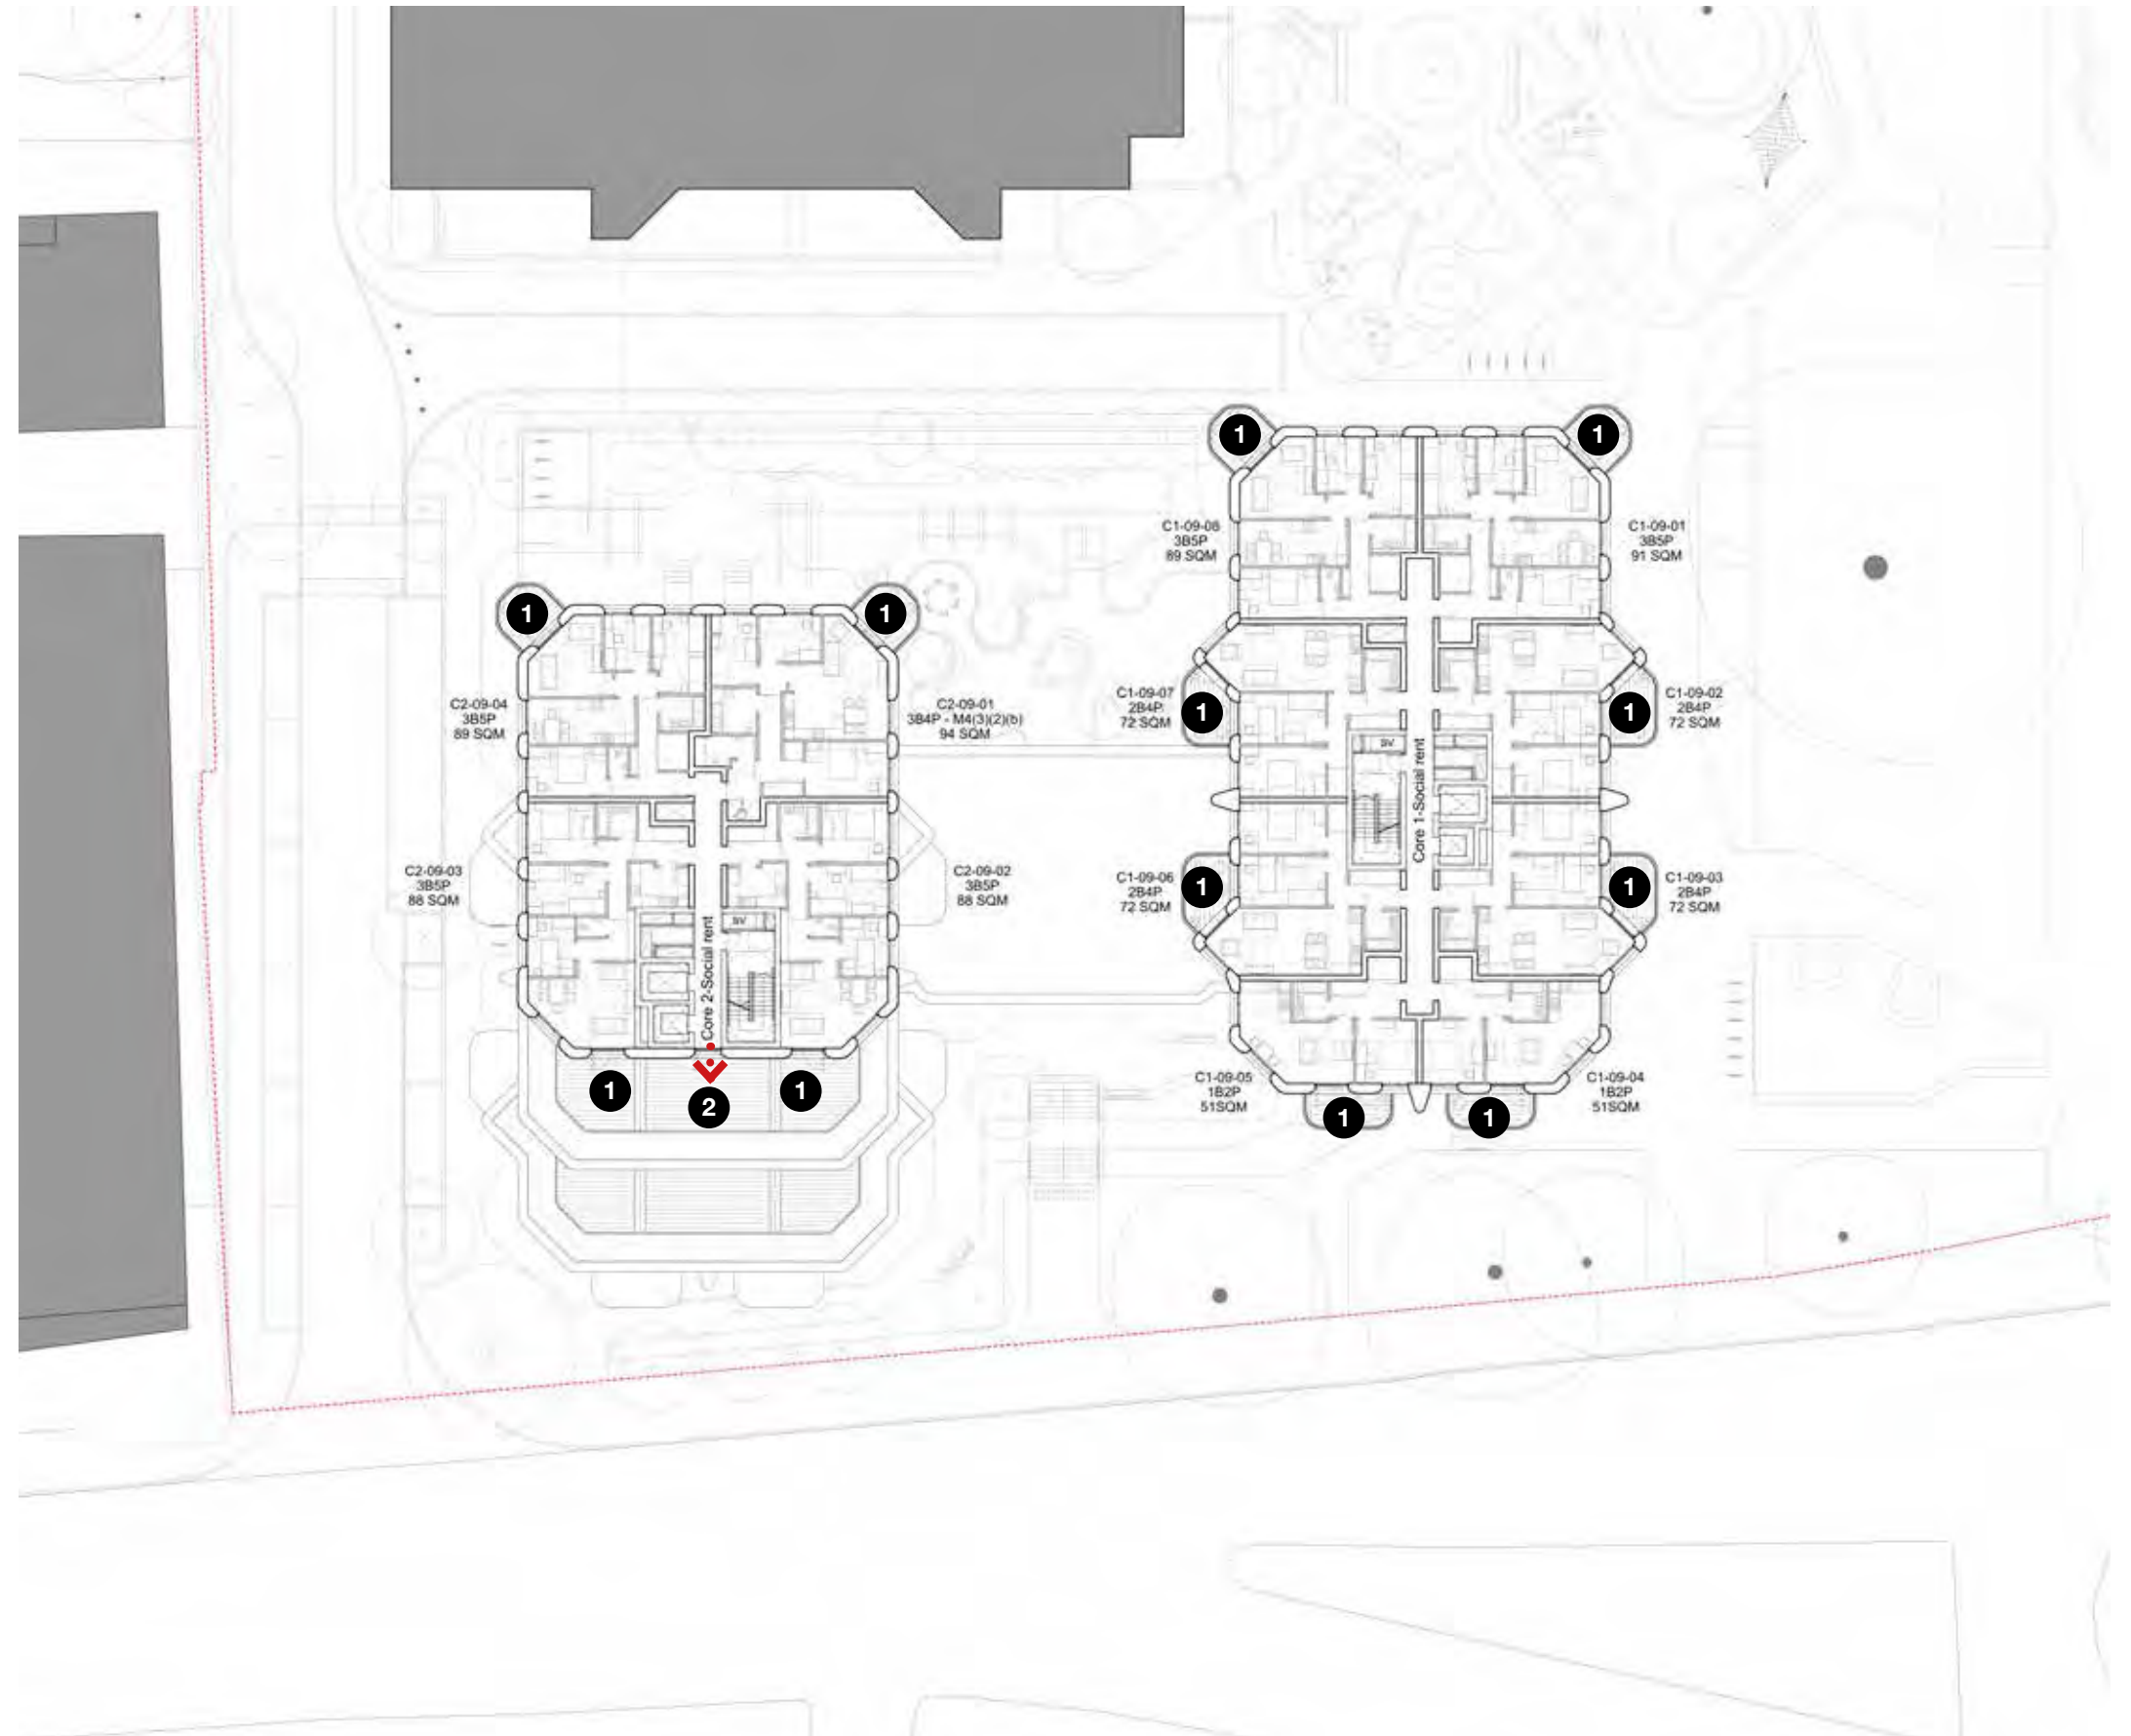 1
1
C1-09-08
3B5P
89 SQM
C1-09-01
3B5P
91 SQM
1
1
C2-09-04
3B5P
89 SQM
C2-09-01
3B4P - M4(3)(2)(b)
94 SQM
C1-09-07
2B4P
72 SQM
1
1
C1-09-02
2B4P
72 SQM
SV
Core 1-Social rent
C2-09-03
3B5P
88 SQM
C2-09-02
3B5P
88 SQM
C1-09-06
2B4P
72 SQM
1
1
C1-09-03
2B4P
72 SQM
SV
Core 2-Social rent
1
2
1
C1-09-05
1B2P
51SQM
1
1
C1-09-04
1B2P
51SQM